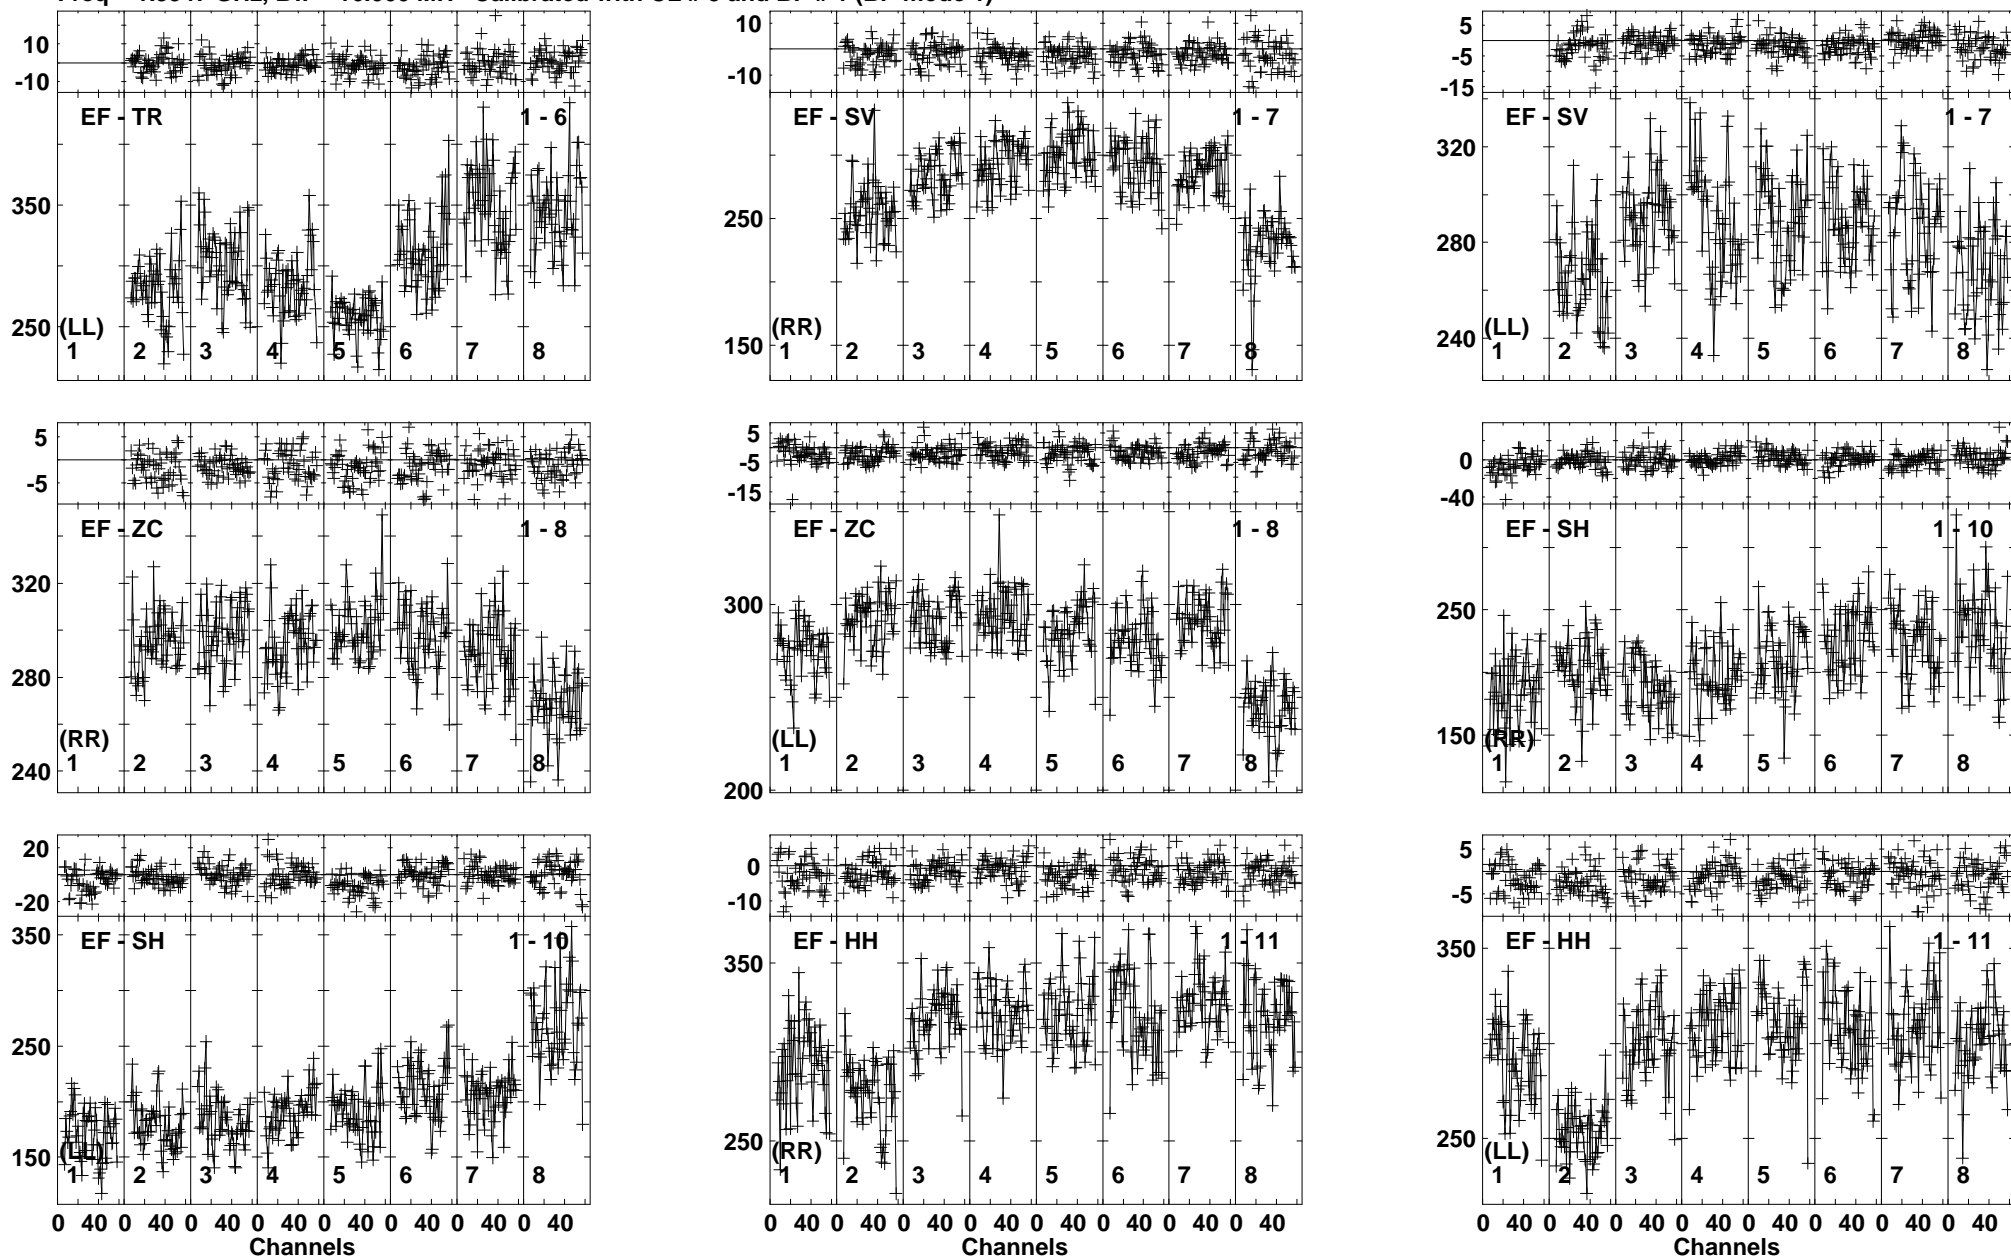 10 10 5
-10 -10 -5
-15
EF - TR 1 - 6 EF - SV 1 - 7 EF - SV 1 - 7
350 250 320
280
250 (LL) 150 (RR) 240 (LL)
1 2 3 4 5 6 7 8 1 2 3 4 5 6 7 8 1 2 3 4 5 6 7 8
5 5 0
-5 -5 -40
-15
EF - ZC 1 - 8 EF - ZC 1 - 8 EF - SH 1 - 10
320 300 250
280
240 (RR) 200 (LL) 150 (RR)
1 2 3 4 5 6 7 8 1 2 3 4 5 6 7 8 1 2 3 4 5 6 7 8
20 0 5
-20 -10 -5
EF - SH 1 - 10 EF - HH 1 - 11 EF - HH 1 - 11
350 350 350
250
150 (LL) 250 (RR) 250 (LL)
1 2 3 4 5 6 7 8 1 2 3 4 5 6 7 8 1 2 3 4 5 6 7 8
0 40 0 40 0 40 0 40 0 40 0 40 0 40 0 40 0 40 0 40 0 40 0 40 0 40 0 40 0 40 0 40 0 40 0 40 0 40 0 40 0 40 0 40 0 40 0 40
Channels Channels Channels